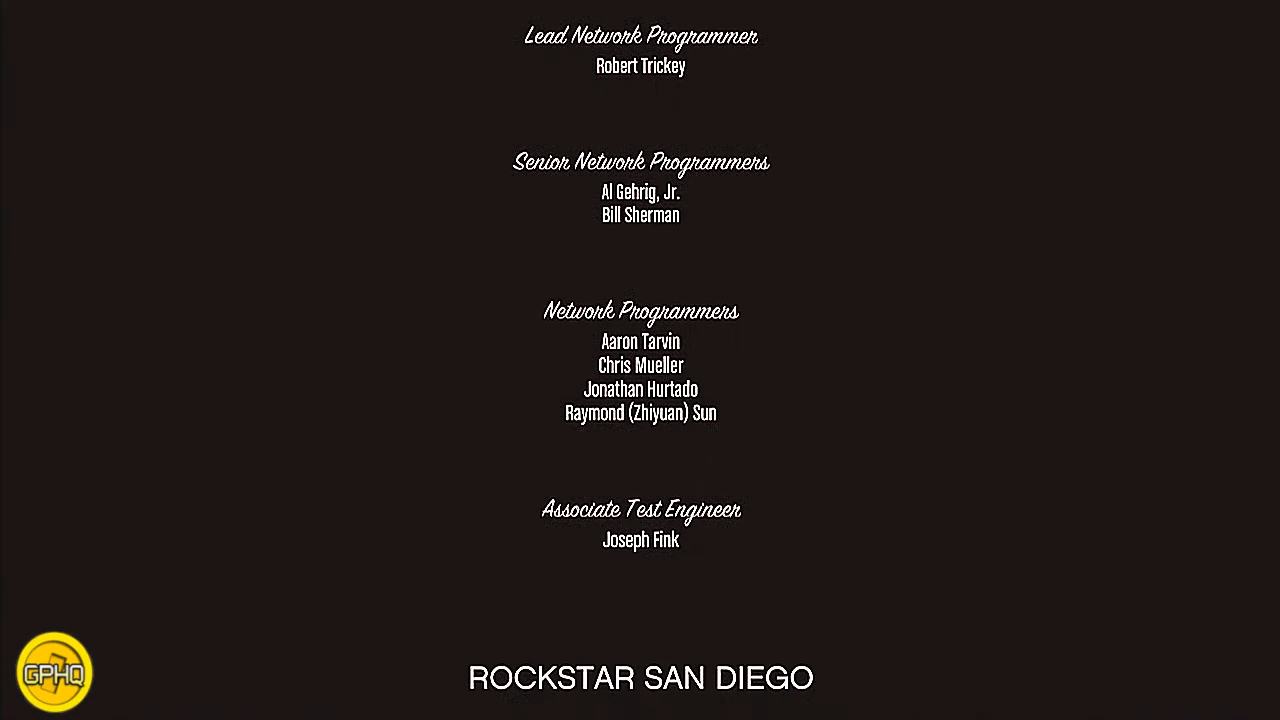 Lead Network Programmer
Robert Trickey
Senior Network Programmers
Al Gehrig, Jr.
Bill Sherman
Network Programmers
Aaron Tarvin
Chris Mueller
Jonathan Hurtado
Raymond (Zhiyuan) Sun
Associate Test Engineer
Joseph Fink
GPHQ
ROCKSTAR SAN DIEGO